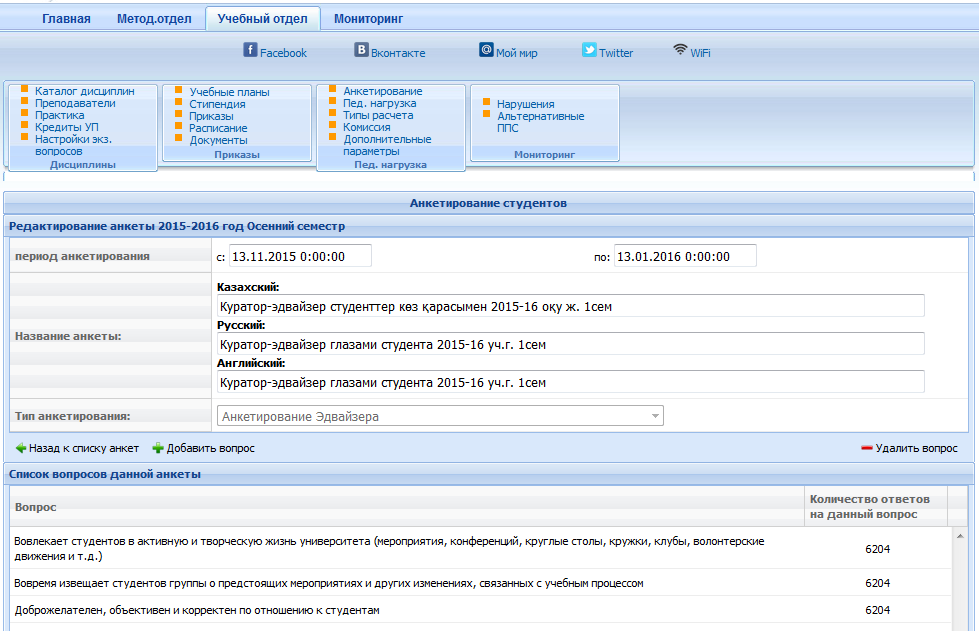 Главная Метод.отдел Учебный отдел Мониторинг
Facebook Вконтакте Мой мир Twitter WiFi
Каталог дисциплин
Преподаватели
Практика
Кредиты УП
Настройки экз.
вопросов
Дисциплины
Учебные планы
Стипендия
Приказы
Расписание
Документы
Приказы
Анкетирование
Пед. нагрузка
Типы расчета
Комиссия
Дополнительные
параметры
Пед. нагрузка
Нарушения
Альтернативные
ППС
Мониторинг
Анкетирование студентов
Редактирование анкеты 2015-2016 год Осенний семестр
период анкетирования с: 13.11.2015 0:00:00 по: 13.01.2016 0:00:00
Название анкеты:
Казахский:
Куратор-эдвайзер студенттер көз қарасымен 2015-16 оқу ж. 1сем
Русский:
Куратор-эдвайзер глазами студента 2015-16 уч.г. 1сем
Английский:
Куратор-эдвайзер глазами студента 2015-16 уч.г. 1сем
Тип анкетирования: Анкетирование Эдвайзера
Назад к списку анкет Добавить вопрос Удалить вопрос
Список вопросов данной анкеты
Вопрос
Количество ответов
на данный вопрос
Вовлекает студентов в активную и творческую жизнь университета (мероприятия, конференций, круглые столы, кружки, клубы, волонтерские
движения и т.д.)
6204
Вовремя извещает студентов группы о предстоящих мероприятиях и других изменениях, связанных с учебным процессом 6204
Доброжелателен, объективен и корректен по отношению к студентам 6204